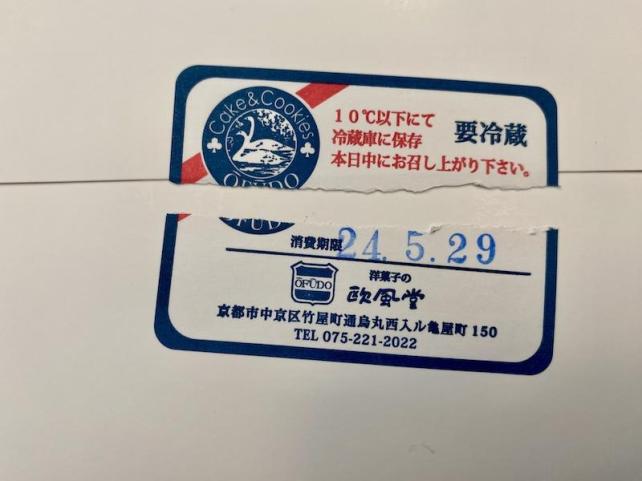 Cake&Cookies
ŌFŪDO
10℃以下にて
冷蔵庫に保存
要冷蔵
本日中にお召し上がり下さい。
ŌFŪDO
消費期限 24.5.29
ŌFŪDO
洋菓子の
欧風堂
京都市中京区竹屋町通烏丸西入ル亀屋町150
TEL 075-221-2022